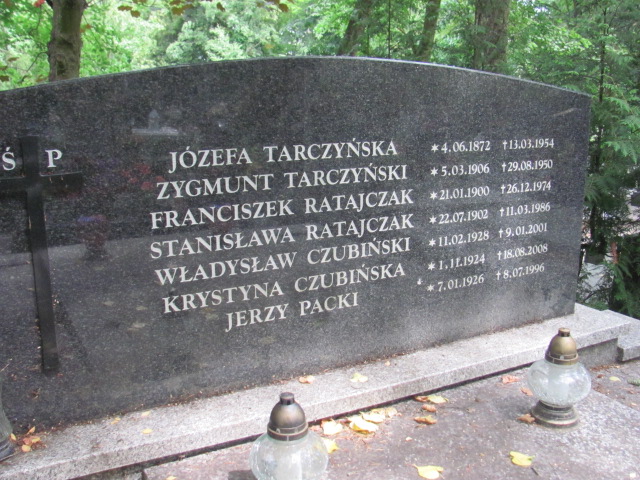 Ś P
JÓZEFA TARCZYŃSKA *4.06.1872 †13.03.1954
ZYGMUNT TARCZYŃSKI *5.03.1906 †29.08.1950
FRANCISZEK RATAJCZAK *21.01.1900 †26.12.1974
STANISŁAWA RATAJCZAK *22.07.1902 †11.03.1986
WŁADYSŁAW CZUBIŃSKI *11.02.1928 †9.01.2001
KRYSTYNA CZUBIŃSKA *1.11.1924 †18.08.2008
JERZY PACKI *7.01.1926 †8.07.1996